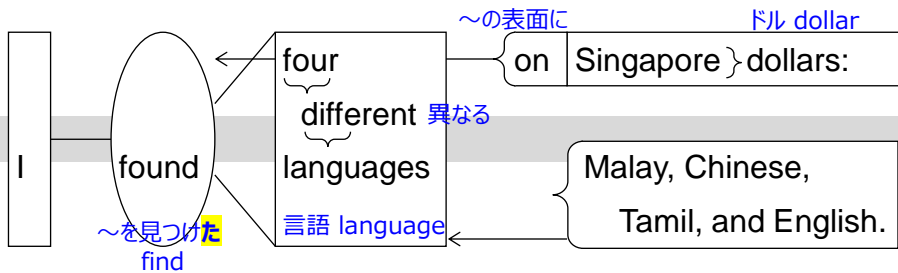 ～の表面に
ドル dollar
four
on Singapore dollars:
different 異なる
I
found
languages
Malay, Chinese,
Tamil, and English.
言語 language
～を見つけた
find